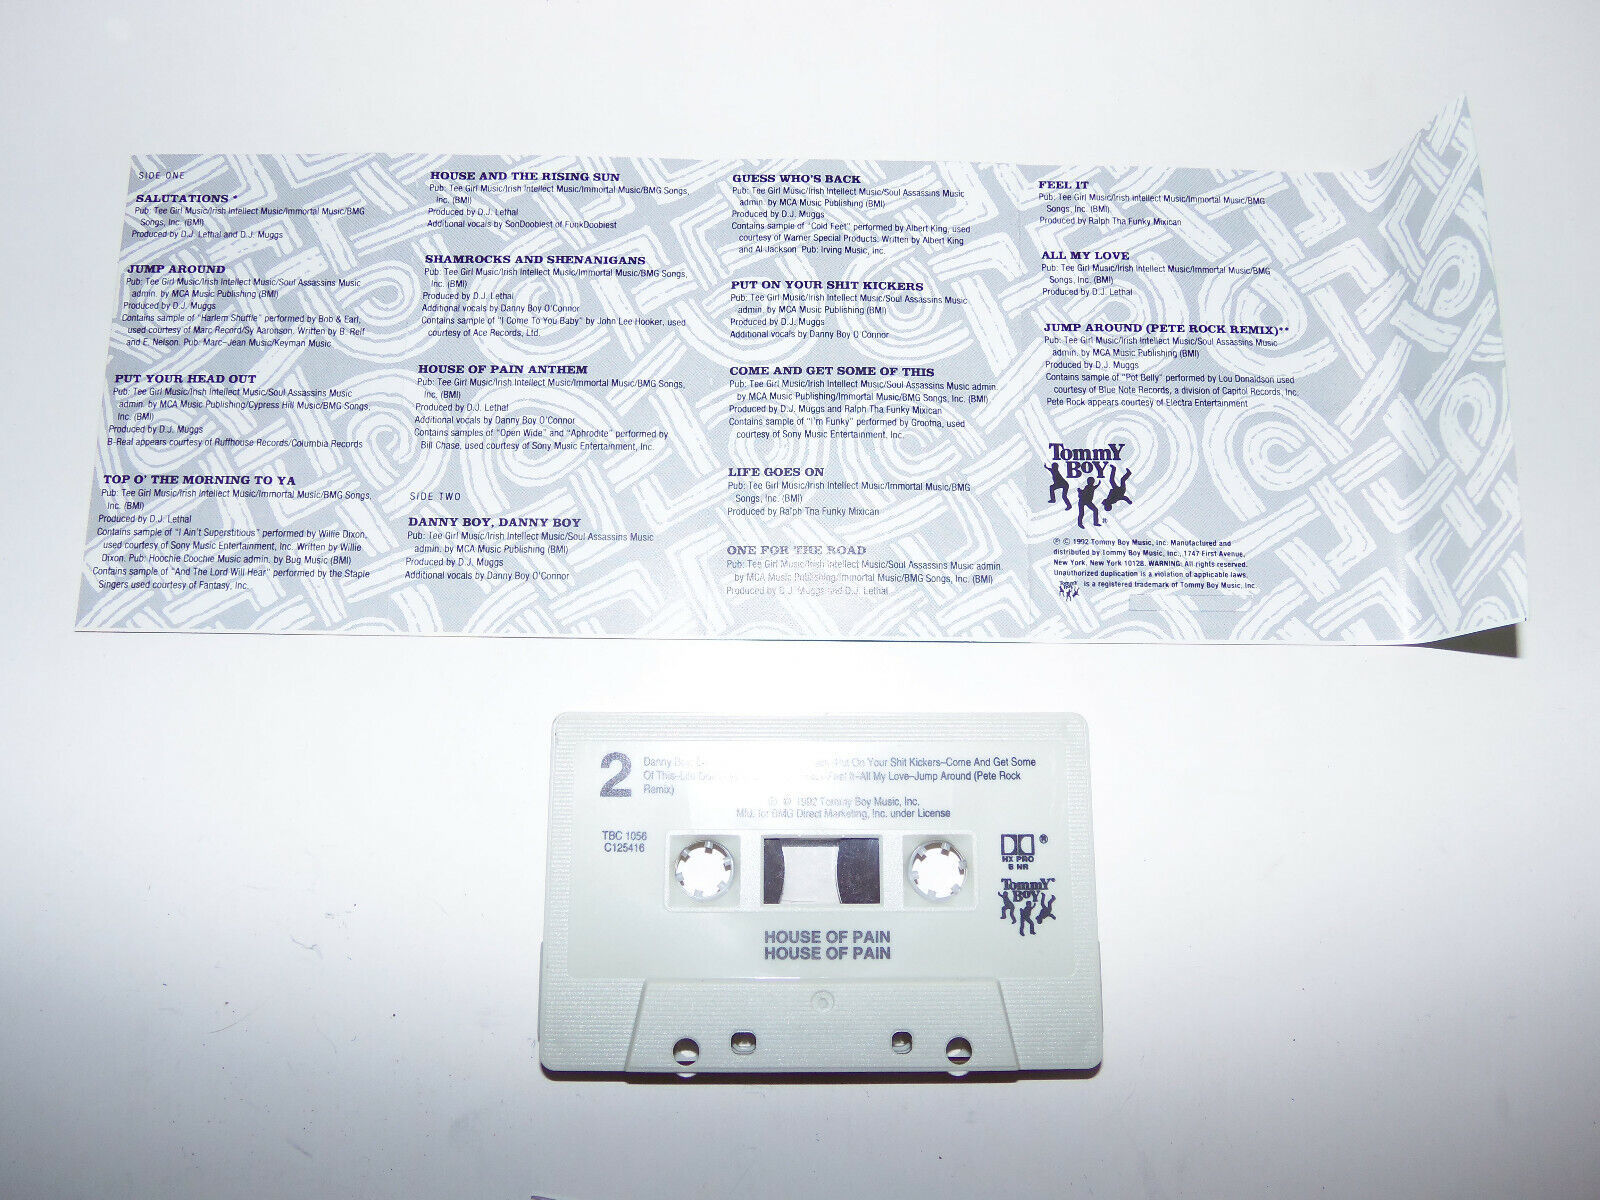 SIDE ONE
SALUTATIONS *
Pub: Tee Girl Music/Irish Intellect Music/Immortal Music/BMG
Songs, Inc. (BMI)
Produced by D.J. Lethal and D.J. Muggs
JUMP AROUND
Pub: Tee Girl Music/Irish Intellect Music/Soul Assassins Music
admin. by MCA Music Publishing (BMI)
Produced by D.J. Muggs
Contains sample of "Harlem Shuffle" performed by Bob & Earl,
used courtesy of Marc Record/Sy Aaronson. Written by B. Relf
and E. Nelson. Pub: Marc-Jean Music/Keyman Music
PUT YOUR HEAD OUT
Pub: Tee Girl Music/Irish Intellect Music/Soul Assassins Music
admin. by MCA Music Publishing/Cypress Hill Music/BMG Songs,
Inc. (BMI)
Produced by D.J. Muggs
B-Real appears courtesy of Ruffhouse Records/Columbia Records
TOP O' THE MORNING TO YA
Pub: Tee Girl Music/Irish Intellect Music/Immortal Music/BMG Songs,
Inc. (BMI)
Produced by D.J. Lethal
Contains sample of "I Ain't Superstitious" performed by Willie Dixon,
used courtesy of Sony Music Entertainment, Inc. Written by Willie
Dixon. Pub: Hoochie Coochie Music admin. by Bug Music (BMI)
Contains sample of "And The Lord Will Hear" performed by the Staple
Singers used courtesy of Fantasy, Inc.
HOUSE AND THE RISING SUN
Pub: Tee Girl Music/Irish Intellect Music/Immortal Music/BMG Songs,
Inc. (BMI)
Produced by D.J. Lethal
Additional vocals by SonDoobiest of FunkDoobiest
SHAMROCKS AND SHENANIGANS
Pub: Tee Girl Music/Irish Intellect Music/Immortal Music/BMG Songs,
Inc. (BMI)
Produced by D.J. Lethal
Additional vocals by Danny Boy O'Connor
Contains sample of "I Come To You Baby" by John Lee Hooker, used
courtesy of Ace Records, Ltd.
HOUSE OF PAIN ANTHEM
Pub: Tee Girl Music/Irish Intellect Music/Immortal Music/BMG Songs,
Inc. (BMI)
Produced by D.J. Lethal
Additional vocals by Danny Boy O'Connor
Contains samples of "Open Wide" and "Aphrodite" performed by
Bill Chase, used courtesy of Sony Music Entertainment, Inc.
SIDE TWO
DANNY BOY, DANNY BOY
Pub: Tee Girl Music/Irish Intellect Music/Soul Assassins Music
admin. by MCA Music Publishing (BMI)
Produced by D.J. Muggs
Additional vocals by Danny Boy O'Connor
GUESS WHO'S BACK
Pub: Tee Girl Music/Irish Intellect Music/Soul Assassins Music
admin. by MCA Music Publishing (BMI)
Produced by D.J. Muggs
Contains sample of "Cold Feet" performed by Albert King, used
courtesy of Warner Special Products. Written by Albert King
and Al Jackson. Pub: Irving Music, Inc.
PUT ON YOUR SHIT KICKERS
Pub: Tee Girl Music/Irish Intellect Music/Soul Assassins Music
admin. by MCA Music Publishing (BMI)
Produced by D.J. Muggs
Additional vocals by Danny Boy O'Connor
COME AND GET SOME OF THIS
Pub: Tee Girl Music/Irish Intellect Music/Soul Assassins Music admin.
by MCA Music Publishing/Immortal Music/BMG Songs, Inc. (BMI)
Produced by D.J. Muggs and Ralph Tha Funky Mixican
Contains sample of "I'm Funky" performed by Grootna, used
courtesy of Sony Music Entertainment, Inc.
LIFE GOES ON
Pub: Tee Girl Music/Irish Intellect Music/Immortal Music/BMG
Songs, Inc. (BMI)
Produced by Ralph Tha Funky Mixican
ONE FOR THE ROAD
Pub: Tee Girl Music/Irish Intellect Music/Soul Assassins Music admin.
by MCA Music Publishing/Immortal Music/BMG Songs, Inc. (BMI)
Produced by D.J. Muggs and D.J. Lethal
FEEL IT
Pub: Tee Girl Music/Irish Intellect Music/Immortal Music/BMG
Songs, Inc. (BMI)
Produced by Ralph Tha Funky Mixican
ALL MY LOVE
Pub: Tee Girl Music/Irish Intellect Music/Immortal Music/BMG
Songs, Inc. (BMI)
Produced by D.J. Lethal
JUMP AROUND (PETE ROCK REMIX)**
Pub: Tee Girl Music/Irish Intellect Music/Soul Assassins Music
admin. by MCA Music Publishing (BMI)
Produced by D.J. Muggs
Contains sample of "Pot Belly" performed by Lou Donaldson used
courtesy of Blue Note Records, a division of Capitol Records, Inc.
Pete Rock appears courtesy of Electra Entertainment
TOMMY
BOY
®
℗ © 1992 Tommy Boy Music, Inc. Manufactured and
distributed by Tommy Boy Music, Inc., 1747 First Avenue,
New York, New York 10128. WARNING: All rights reserved.
Unauthorized duplication is a violation of applicable laws.
is a registered trademark of Tommy Boy Music, Inc.
2
Danny Boy, Put On Your Shit Kickers–Come And Get Some
Of This–Life Feel It–All My Love–Jump Around (Pete Rock
Remix)
℗ © 1992 Tommy Boy Music, Inc.
Mfd. for BMG Direct Marketing, Inc. under License
TBC 1056
C125416
®
HX PRO
B NR
TOMMY
BOY
HOUSE OF PAIN
HOUSE OF PAIN